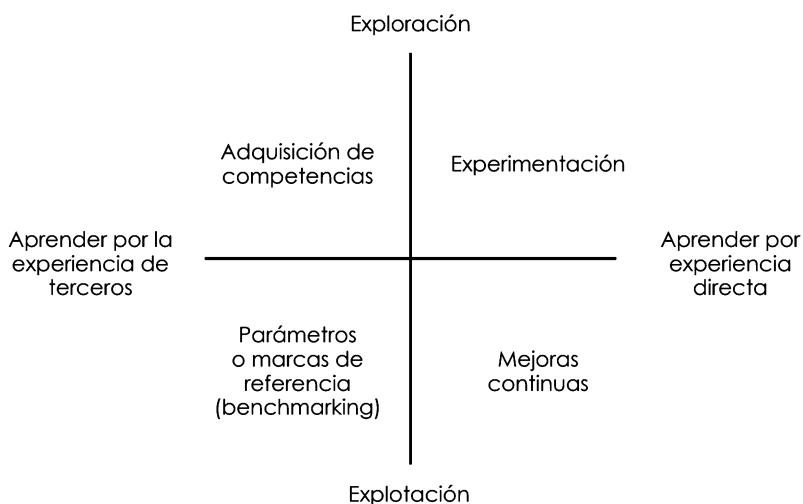 Exploración
Adquisición de
competencias
Experimentación
Aprender por la
experiencia de
terceros
Aprender por
experiencia
directa
Parámetros
o marcas de
referencia
(benchmarking)
Mejoras
continuas
Explotación